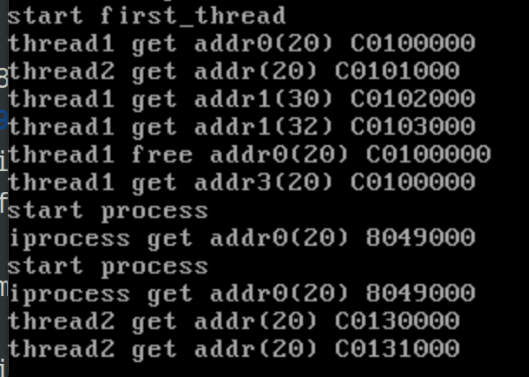 start first_thread
thread1 get addr0(20) C0100000
thread2 get addr(20) C0101000
thread1 get addr1(30) C0102000
thread1 get addr1(32) C0103000
thread1 free addr0(20) C0100000
thread1 get addr3(20) C0100000
start process
iprocess get addr0(20) 8049000
start process
iprocess get addr0(20) 8049000
thread2 get addr(20) C0130000
thread2 get addr(20) C0131000